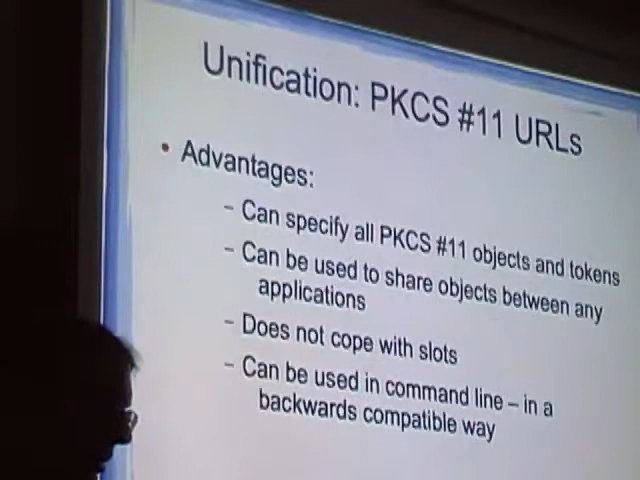 Unification: PKCS #11 URLs
• Advantages:
– Can specify all PKCS #11 objects and tokens
– Can be used to share objects between any
applications
– Does not cope with slots
– Can be used in command line – in a
backwards compatible way